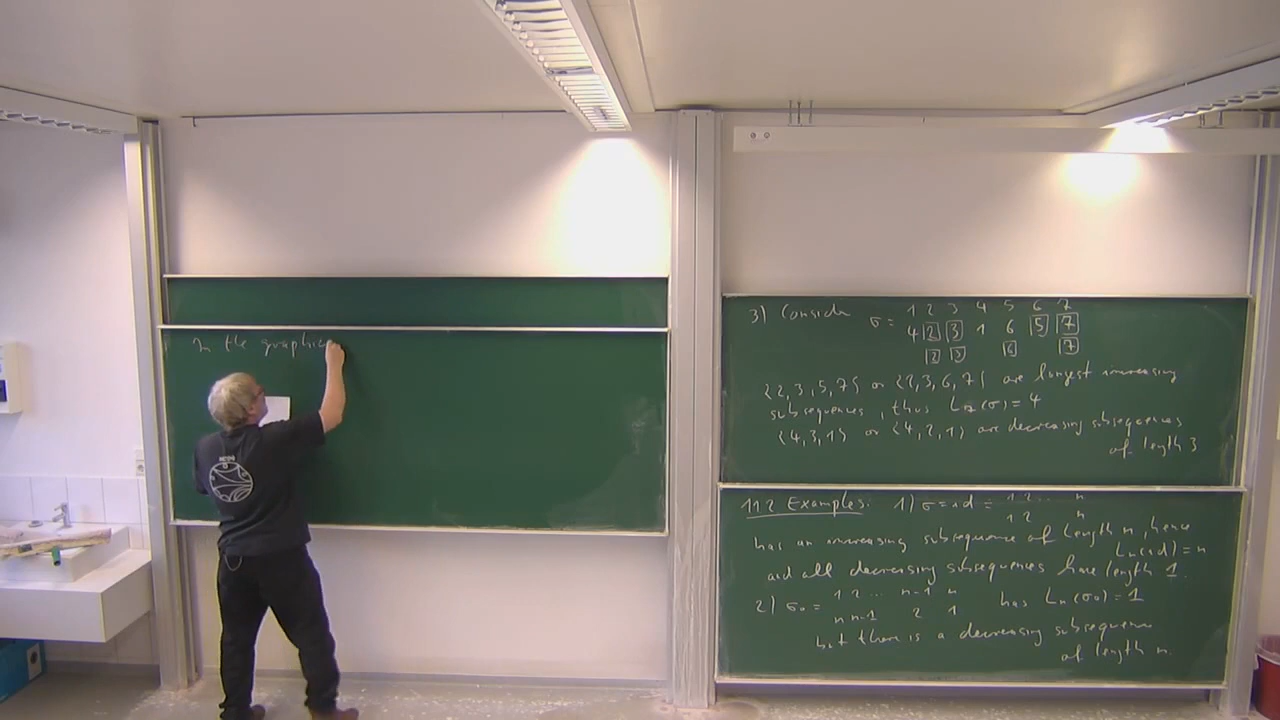 In the graphica
3) Consider σ = 1 2 3 4 5 6 7
4 2 3 1 6 5 7
2 3 6 7
{2,3,5,7} or {2,3,6,7} are longest increasing
subsequences, thus L₇(σ) = 4
{4,3,1} or {4,2,1} are decreasing subsequences
of length 3
11.2 Examples: 1) σ = id = 1 2 ... n
1 2 n
has an increasing subsequence of length n, hence
Lₙ(id) = n
and all decreasing subsequences have length 1.
2) σ₀ = 1 2 ... n-1 n has Lₙ(σ₀) = 1
n n-1 2 1
but there is a decreasing subsequence
of length n.